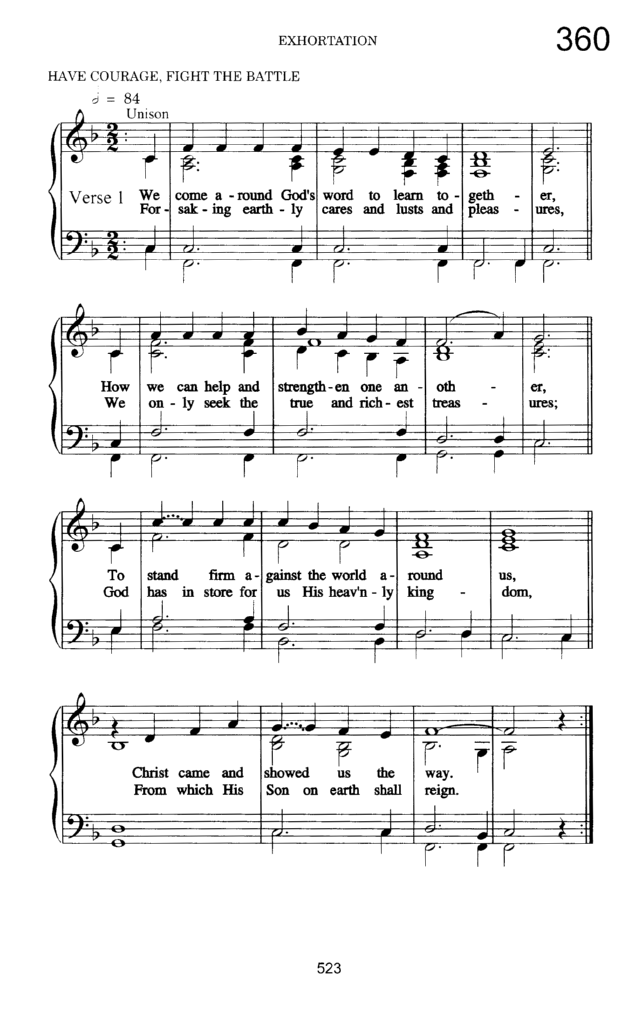 EXHORTATION
360
HAVE COURAGE, FIGHT THE BATTLE
= 84
Unison
Verse 1 We come a - round God's word to learn to - geth - er,
For - sak - ing earth - ly cares and lusts and pleas - ures,
How we can help and strength - en one an - oth - er,
We on - ly seek the true and rich - est treas - ures;
To stand firm a - gainst the world a - round us,
God has in store for us His heav'n - ly king - dom,
Christ came and showed us the way.
From which His Son on earth shall reign.
523